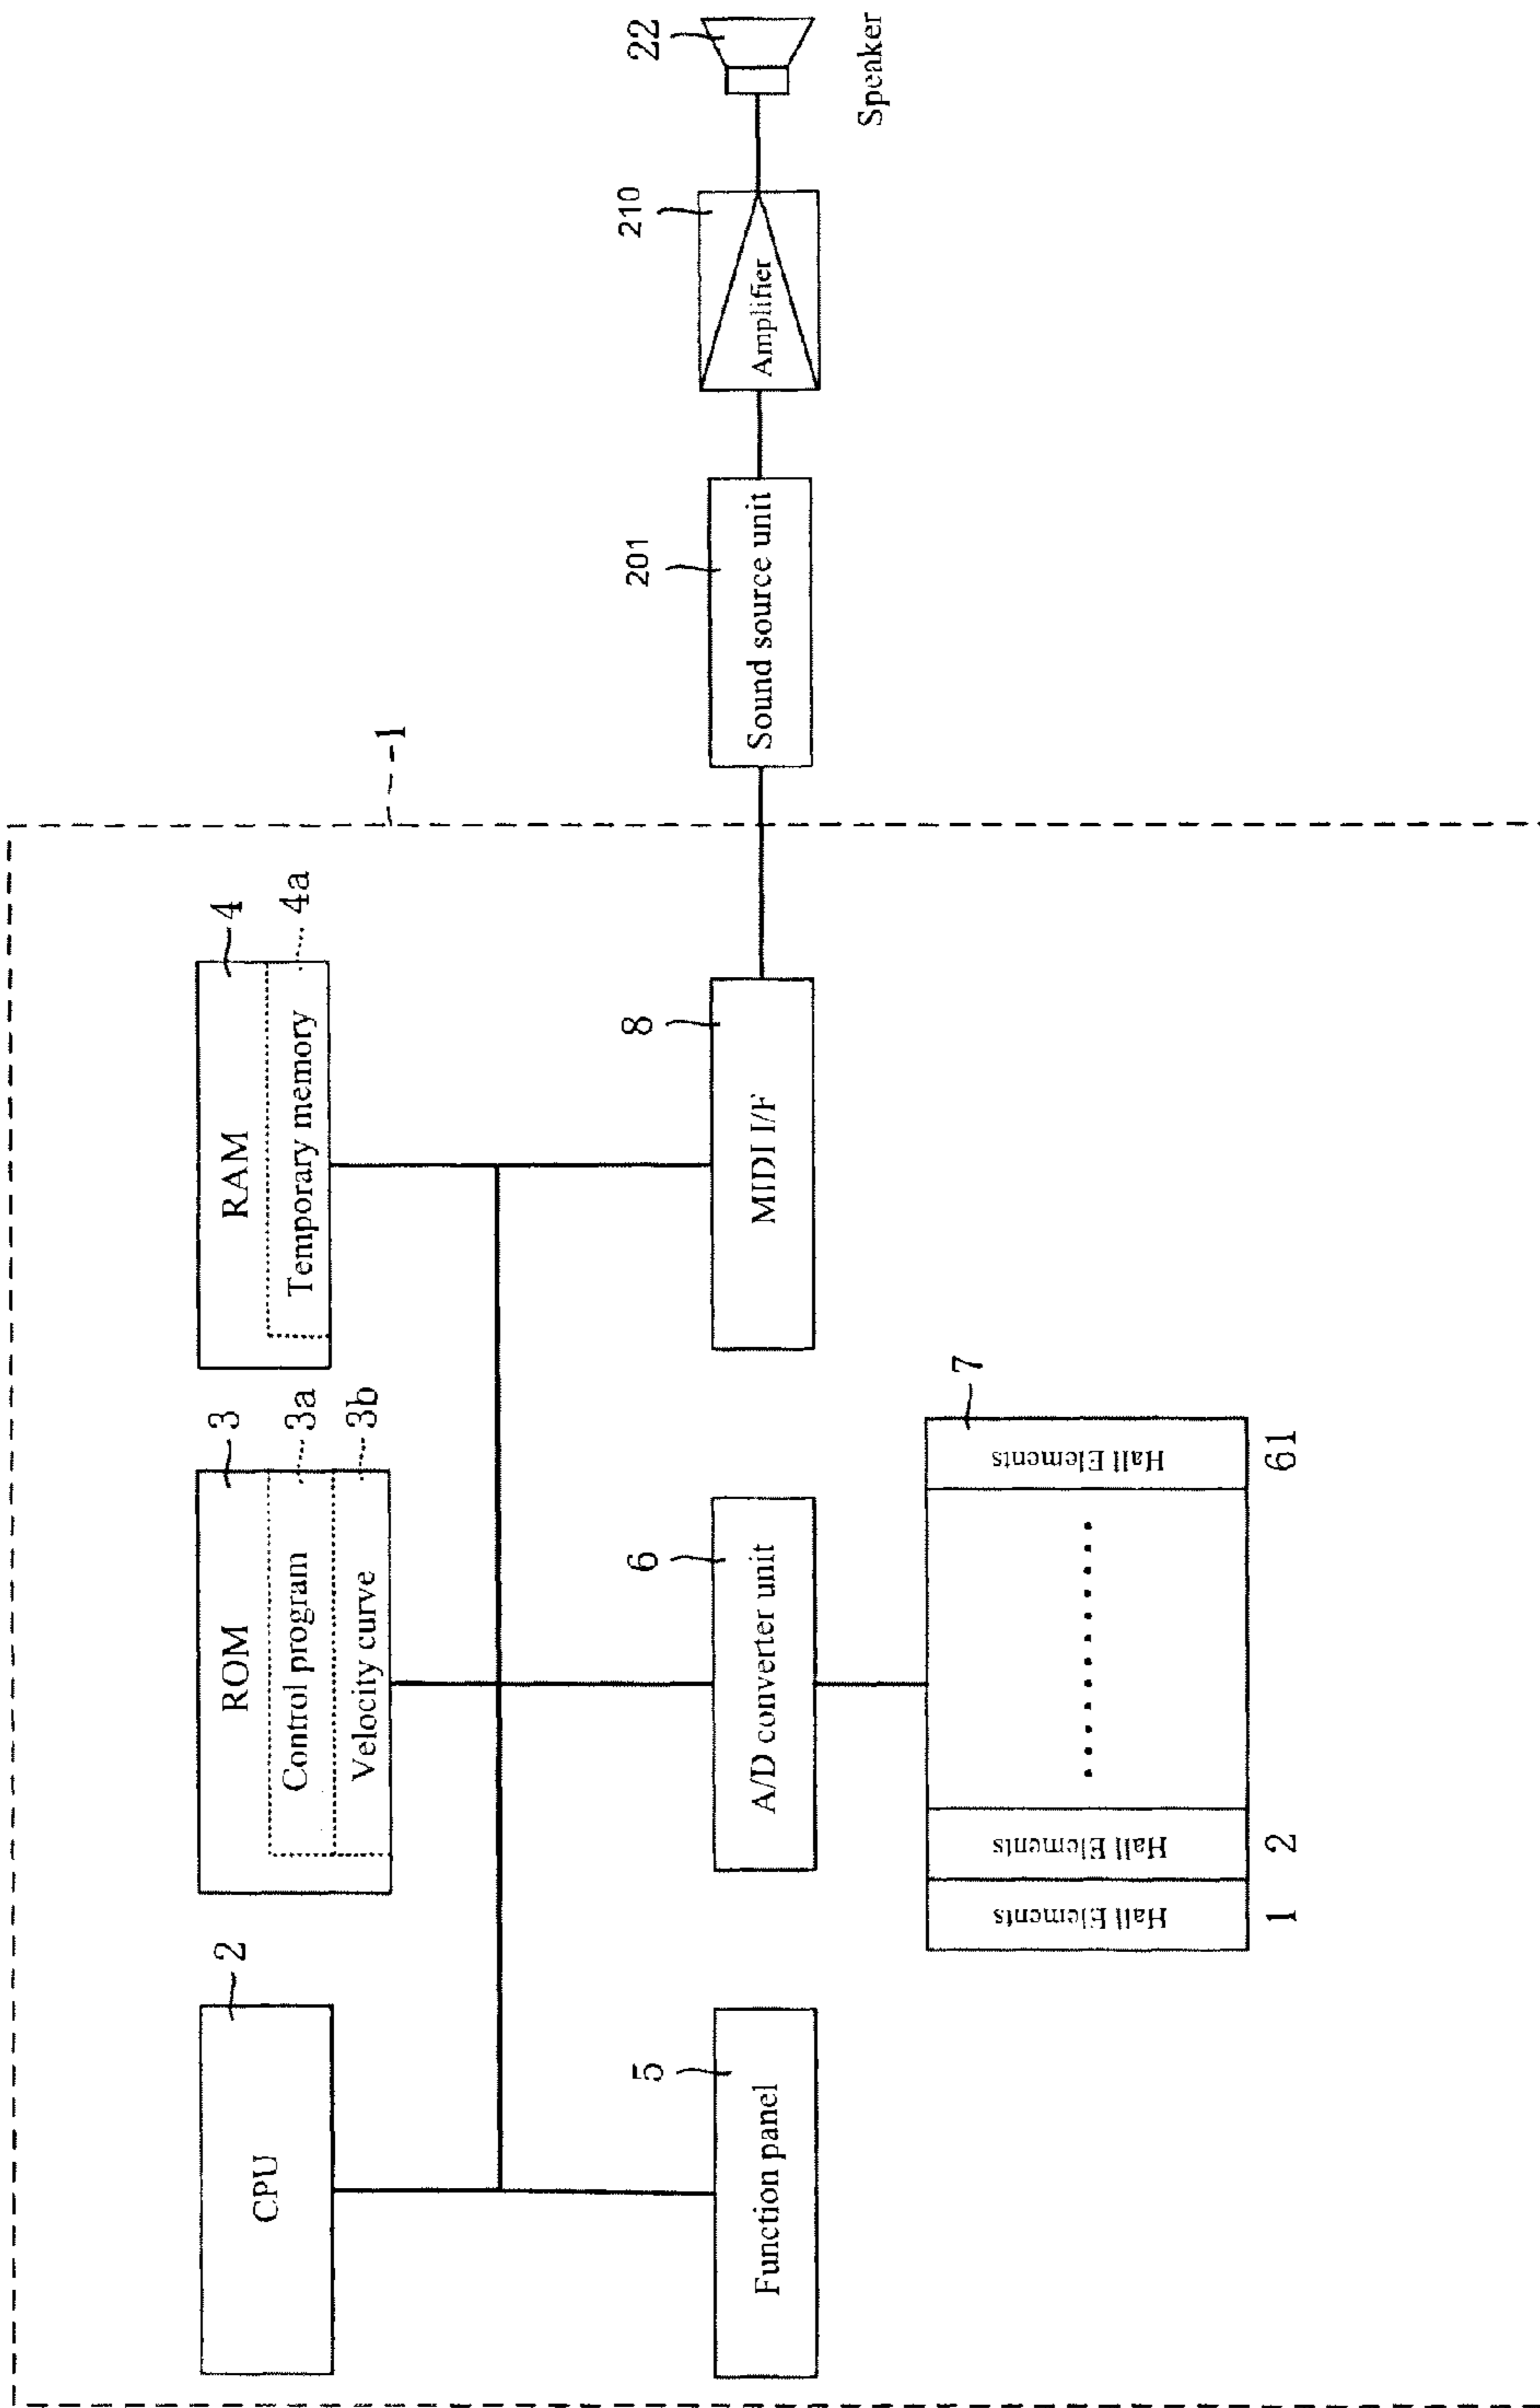 1
CPU
2
ROM
3
Control program
3a
Velocity curve
3b
RAM
4
Temporary memory
4a
Function panel
5
A/D converter unit
6
MIDI I/F
8
Sound source unit
201
Amplifier
210
22
Speaker
Hall Elements
Hall Elements
Hall Elements
7
1
2
61